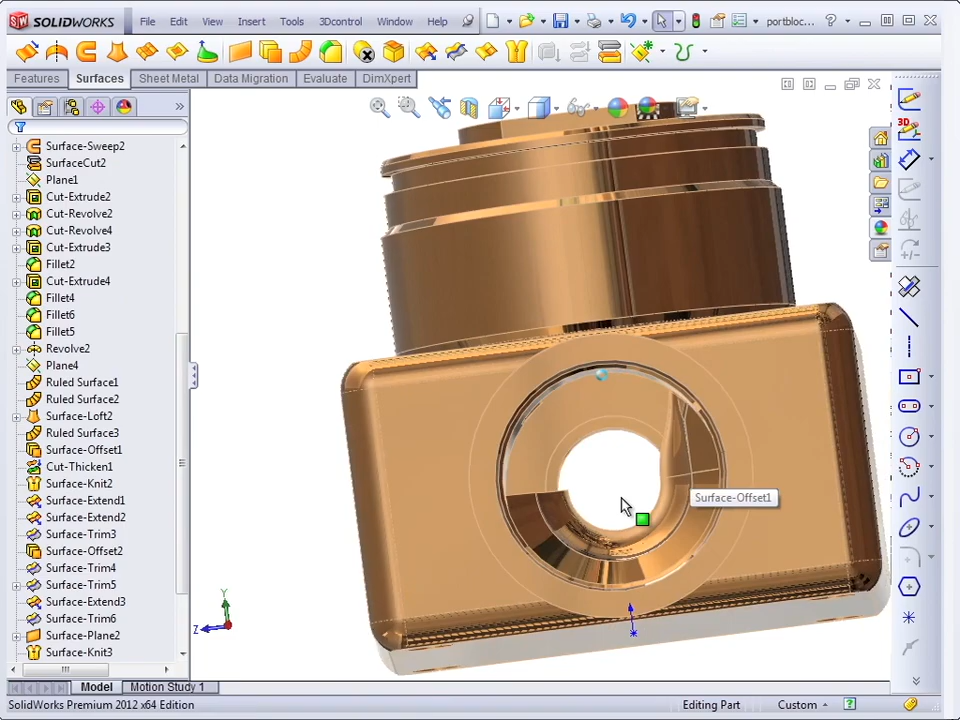 SOLIDWORKS File Edit View Insert Tools 3Dcontrol Window Help portbloc...
Features Surfaces Sheet Metal Data Migration Evaluate DimXpert
Surface-Sweep2
SurfaceCut2
Plane1
Cut-Extrude2
Cut-Revolve2
Cut-Revolve4
Cut-Extrude3
Fillet2
Cut-Extrude4
Fillet4
Fillet6
Fillet5
Revolve2
Plane4
Ruled Surface1
Ruled Surface2
Surface-Loft2
Ruled Surface3
Surface-Offset1
Cut-Thicken1
Surface-Knit2
Surface-Extend1
Surface-Extend2
Surface-Trim3
Surface-Offset2
Surface-Trim4
Surface-Trim5
Surface-Extend3
Surface-Trim6
Surface-Plane2
Surface-Knit3
Surface-Offset1
Y
Z
3D
Model Motion Study 1
SolidWorks Premium 2012 x64 Edition Editing Part Custom